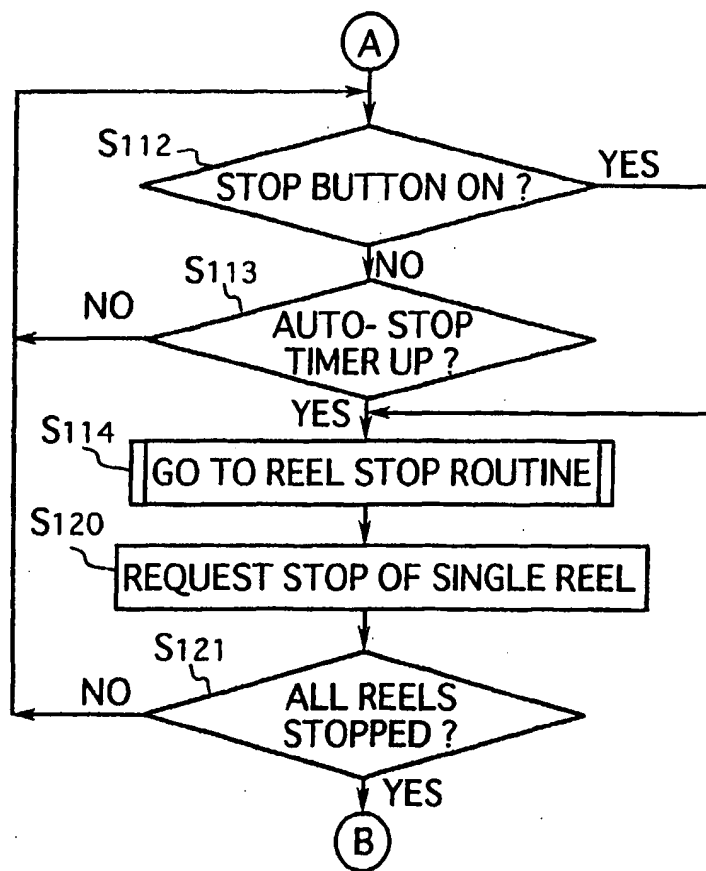 A
S112
STOP BUTTON ON ?
YES
NO
S113
NO
AUTO- STOP
TIMER UP ?
YES
S114
GO TO REEL STOP ROUTINE
S120
REQUEST STOP OF SINGLE REEL
S121
NO
ALL REELS
STOPPED ?
YES
B